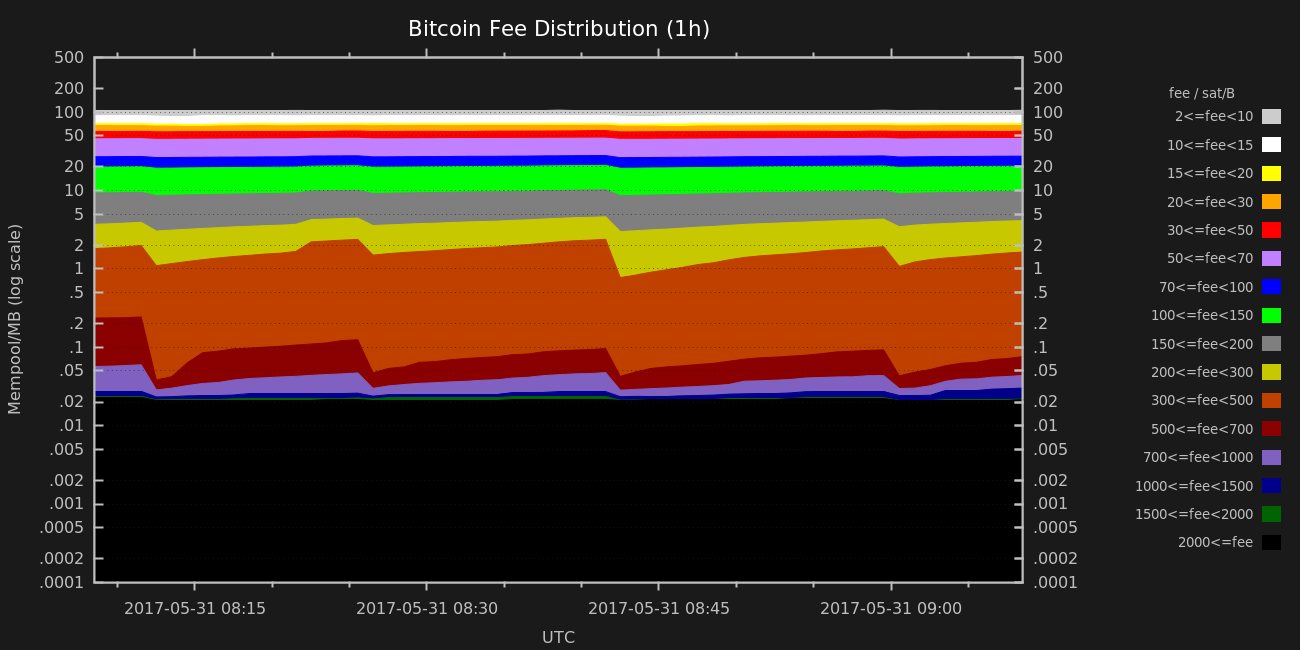 Bitcoin Fee Distribution (1h)
500
200
100
50
20
10
5
2
1
.5
.2
.1
.05
.02
.01
.005
.002
.001
.0005
.0002
.0001
Mempool/MB (log scale)
500
200
100
50
20
10
5
2
1
.5
.2
.1
.05
.02
.01
.005
.002
.001
.0005
.0002
.0001
2017-05-31 08:15
2017-05-31 08:30
2017-05-31 08:45
2017-05-31 09:00
UTC
fee / sat/B
2<=fee<10
10<=fee<15
15<=fee<20
20<=fee<30
30<=fee<50
50<=fee<70
70<=fee<100
100<=fee<150
150<=fee<200
200<=fee<300
300<=fee<500
500<=fee<700
700<=fee<1000
1000<=fee<1500
1500<=fee<2000
2000<=fee